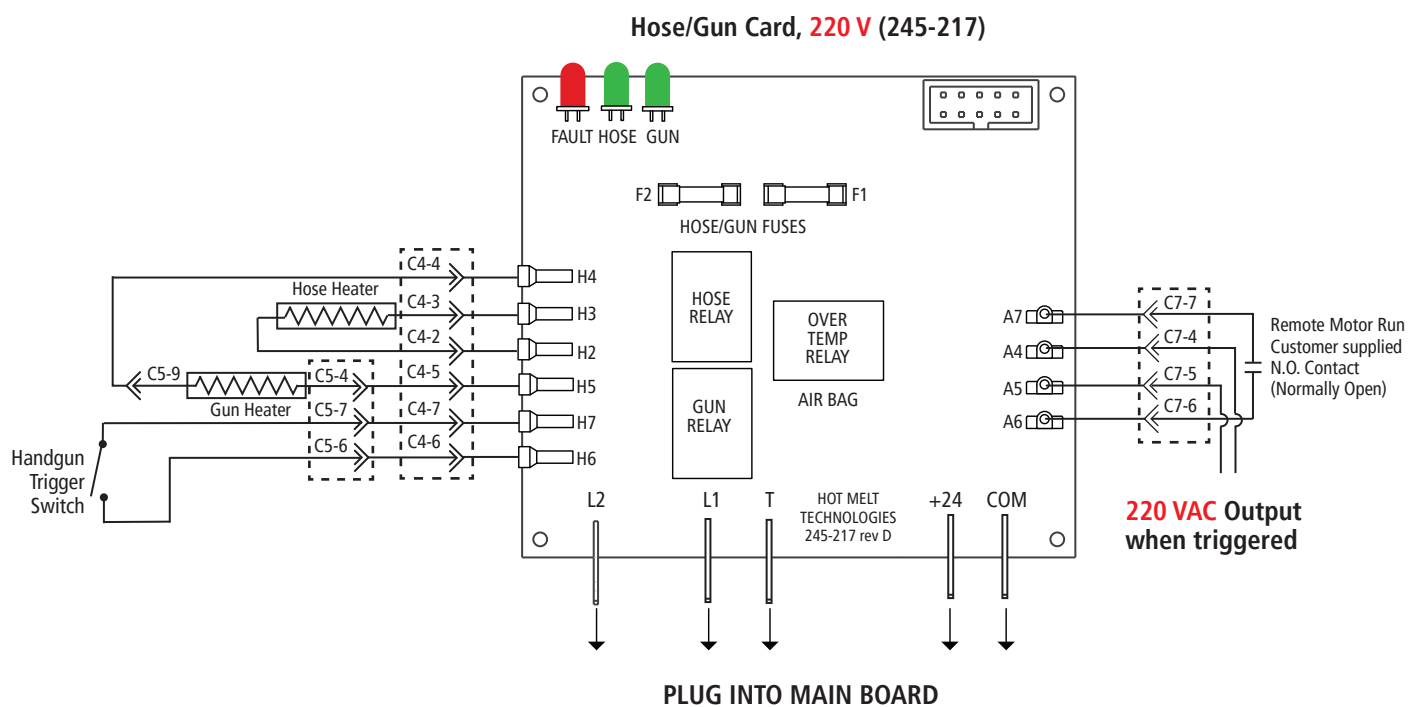 Hose/Gun Card, 220 V (245-217)
FAULT HOSE GUN
F2 F1
HOSE/GUN FUSES
C4-4 H4
Hose Heater C4-3 H3
C4-2 H2
C5-9 C5-4 C4-5 H5
Gun Heater C5-7 C4-7 H7
C5-6 C4-6 H6
Handgun
Trigger
Switch
HOSE
RELAY
OVER
TEMP
RELAY
AIR BAG
GUN
RELAY
A7 C7-7
A4 C7-4
A5 C7-5
A6 C7-6
Remote Motor Run
Customer supplied
N.O. Contact
(Normally Open)
L2 L1 T
HOT MELT
TECHNOLOGIES
245-217 rev D
+24 COM
220 VAC Output
when triggered
PLUG INTO MAIN BOARD